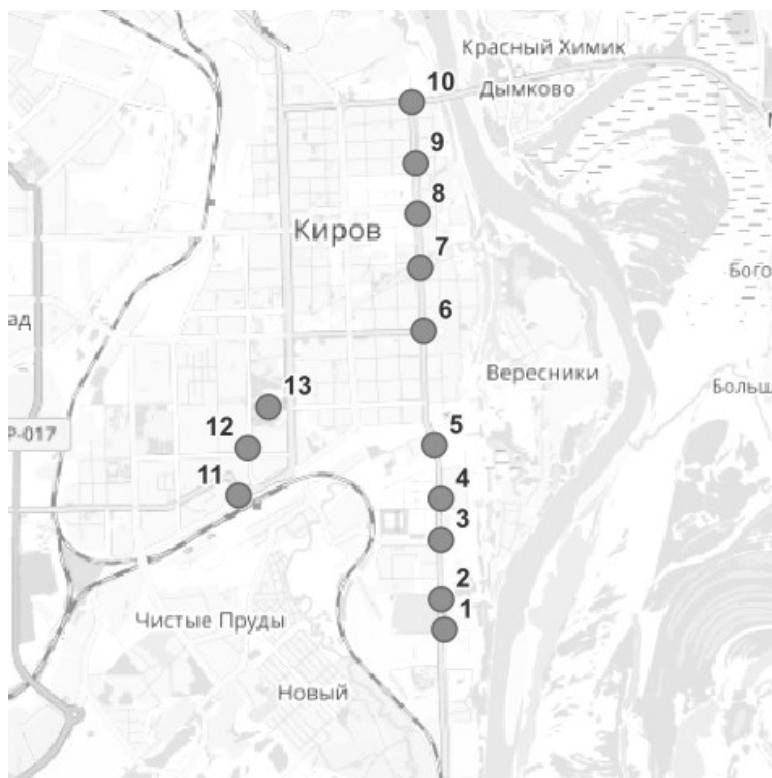 Красный Химик
10
Дымково
9
8
Киров
7
Бого
6
ад
Вересники
13
Больш
Р-017
12
5
11
4
3
2
1
Чистые Пруды
Новый